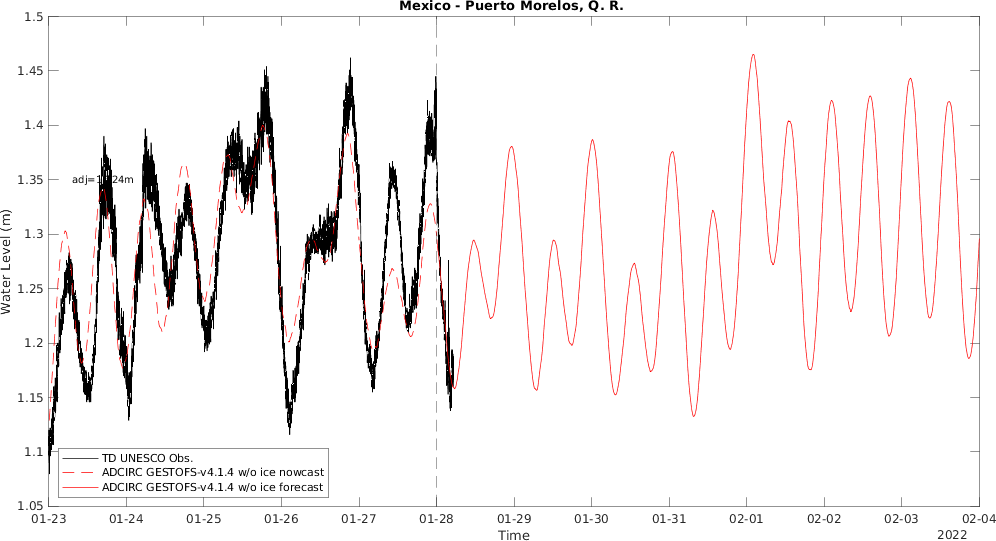 Mexico - Puerto Morelos, Q. R.
1.5
1.45
1.4
1.35
1.3
1.25
1.2
1.15
1.1
1.05
Water Level (m)
TD UNESCO Obs.
ADCIRC GESTOFS-v4.1.4 w/o ice nowcast
ADCIRC GESTOFS-v4.1.4 w/o ice forecast
01-23 01-24 01-25 01-26 01-27 01-28 01-29 01-30 01-31 02-01 02-02 02-03 02-04
Time
2022